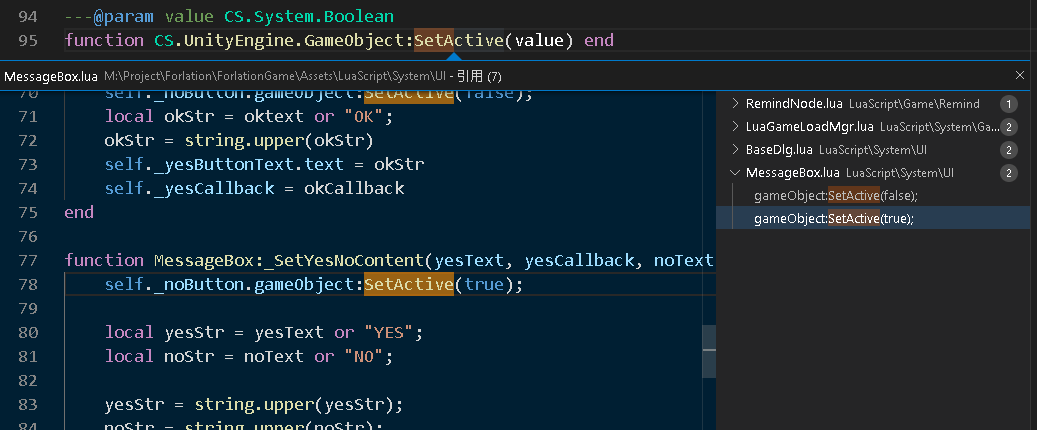 94 ---@param value CS.System.Boolean
95 function CS.UnityEngine.GameObject:SetActive(value) end
MessageBox.lua M:\Project\Forlation\ForlationGame\Assets\LuaScript\System\UI - 引用 (7)
70 self._noButton.gameObject:SetActive(false);
71 local okStr = oktext or "OK";
72 okStr = string.upper(okStr)
73 self._yesButtonText.text = okStr
74 self._yesCallback = okCallback
75 end
76
77 function MessageBox:_SetYesNoContent(yesText, yesCallback, noText
78 self._noButton.gameObject:SetActive(true);
79
80 local yesStr = yesText or "YES";
81 local noStr = noText or "NO";
82
83 yesStr = string.upper(yesStr);
84 noStr = string.upper(noStr);
RemindNode.lua LuaScript\Game\Remind 1
LuaGameLoadMgr.lua LuaScript\System\Ga... 2
BaseDlg.lua LuaScript\System\UI 2
MessageBox.lua LuaScript\System\UI 2
gameObject:SetActive(false);
gameObject:SetActive(true);